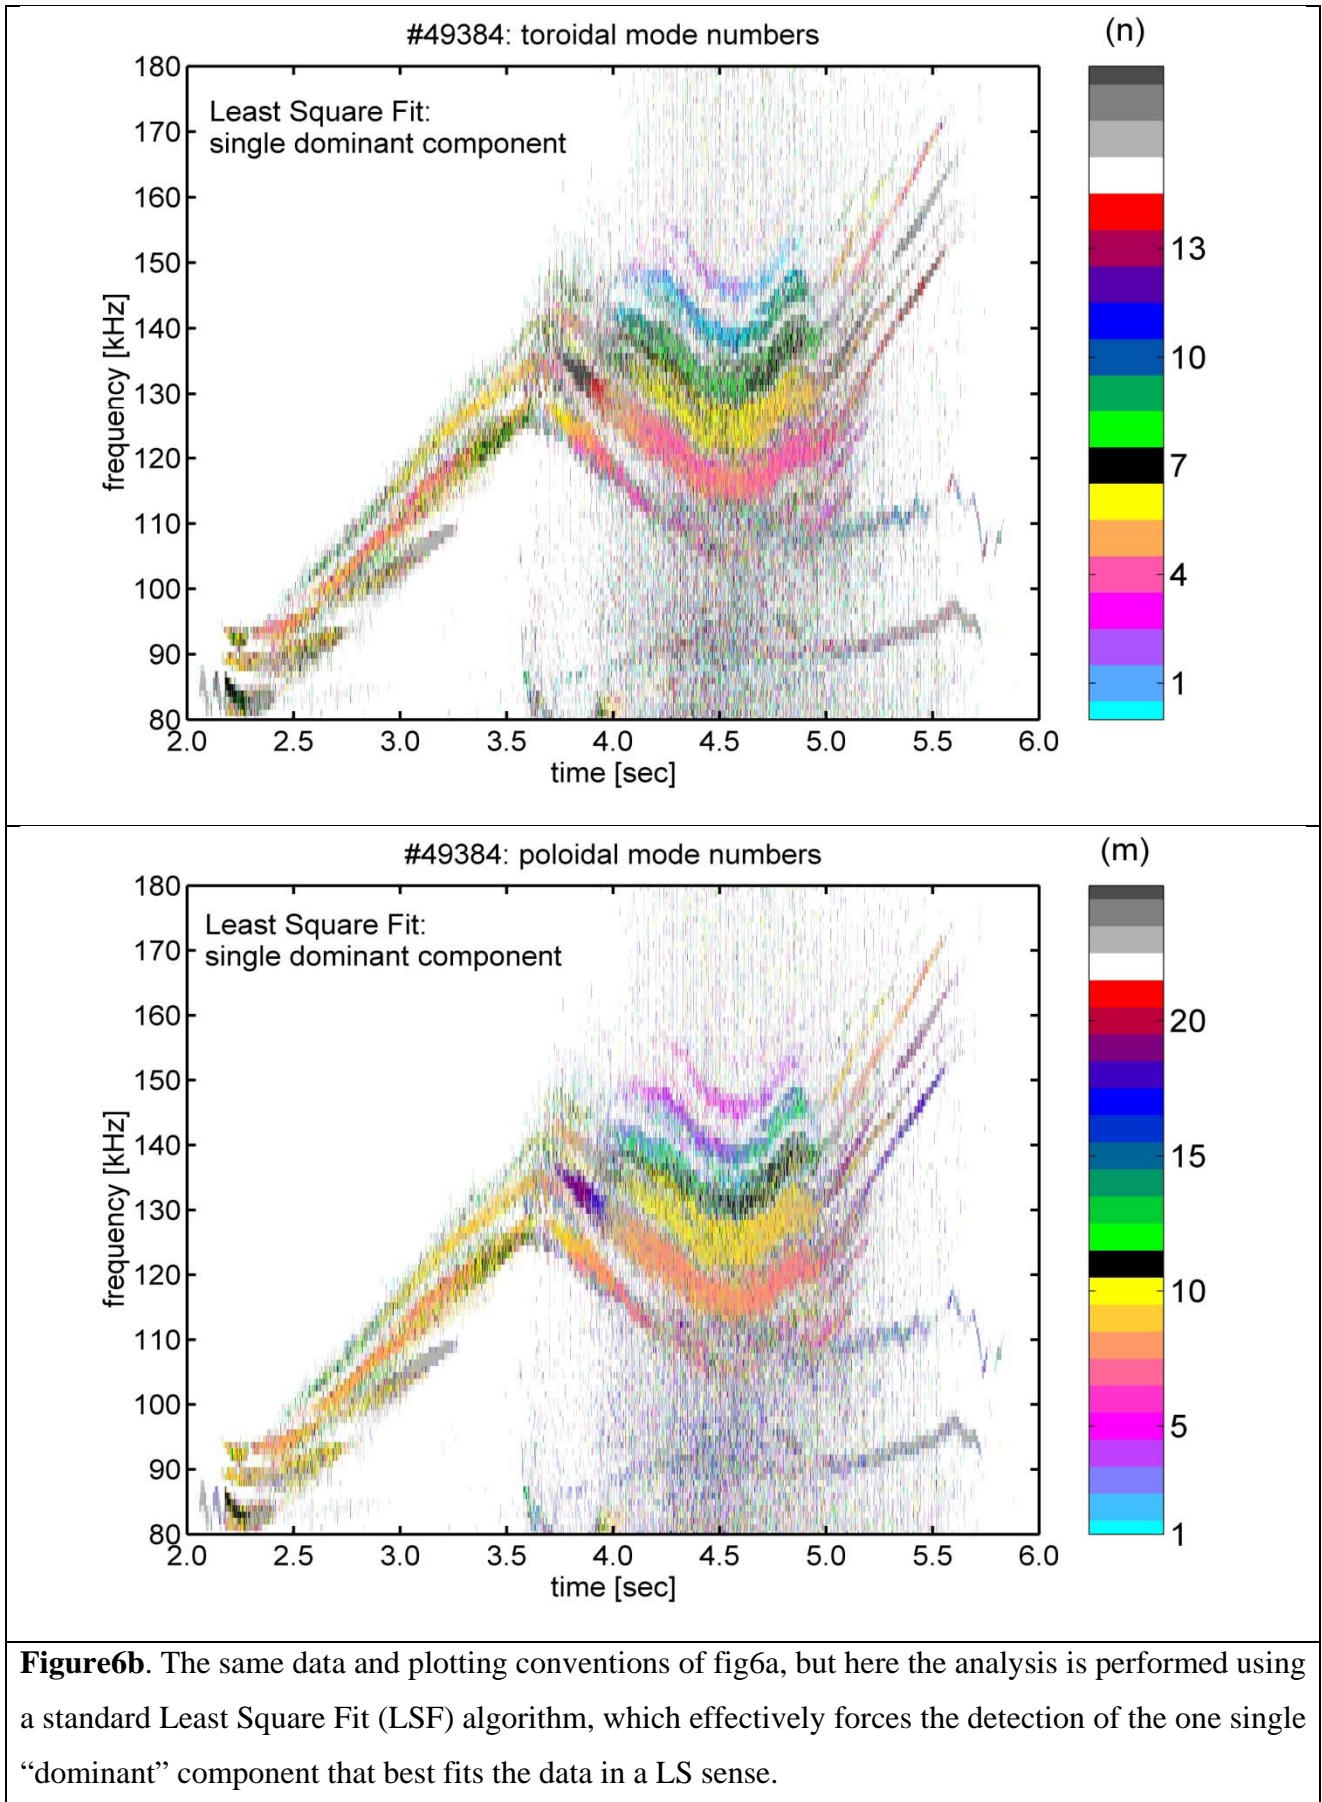 #49384: toroidal mode numbers
(n)
Least Square Fit:
single dominant component
180
170
160
150
140
130
120
110
100
90
80
frequency [kHz]
2.0 2.5 3.0 3.5 4.0 4.5 5.0 5.5 6.0
time [sec]
13
10
7
4
1
#49384: poloidal mode numbers
(m)
Least Square Fit:
single dominant component
180
170
160
150
140
130
120
110
100
90
80
frequency [kHz]
2.0 2.5 3.0 3.5 4.0 4.5 5.0 5.5 6.0
time [sec]
20
15
10
5
1
Figure6b. The same data and plotting conventions of fig6a, but here the analysis is performed using
a standard Least Square Fit (LSF) algorithm, which effectively forces the detection of the one single
“dominant” component that best fits the data in a LS sense.